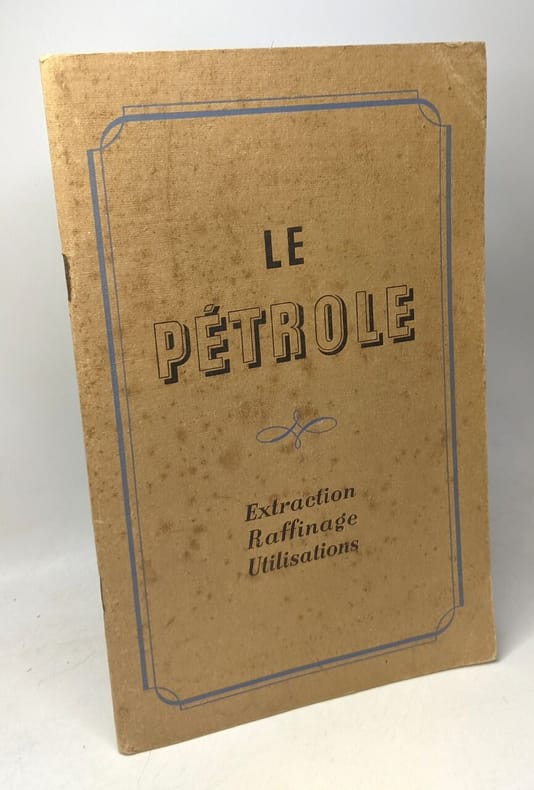 LE
PÉTROLE
Extraction
Raffinage
Utilisations